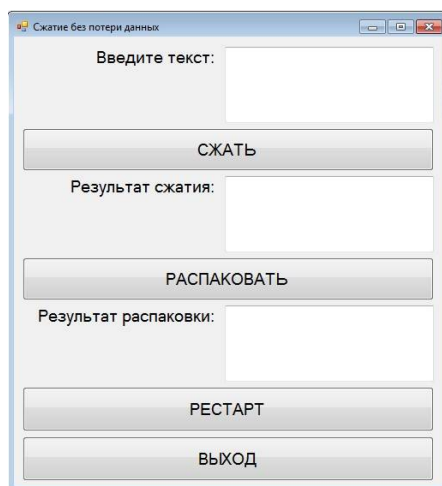 Сжатие без потери данных
Введите текст:
СЖАТЬ
Результат сжатия:
РАСПАКОВАТЬ
Результат распаковки:
РЕСТАРТ
ВЫХОД